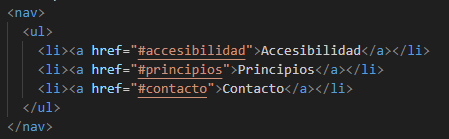 <nav>
<ul>
<li><a href="#accesibilidad">Accesibilidad</a></li>
<li><a href="#principios">Principios</a></li>
<li><a href="#contacto">Contacto</a></li>
</ul>
</nav>